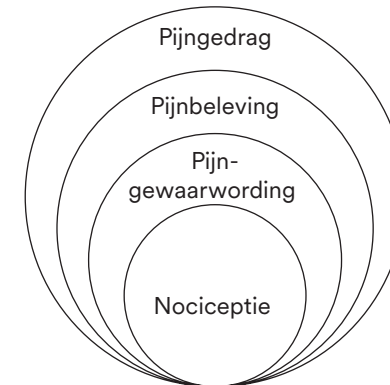 Pijngedrag
Pijnbeleving
Pijn-
gewaarwording
Nociceptie